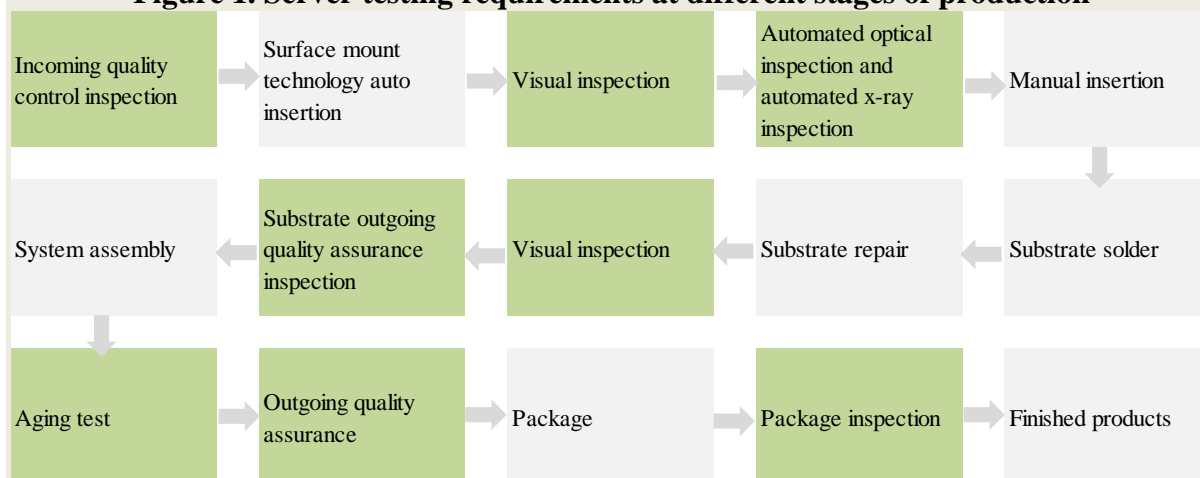 Figure 1. Server testing requirements at different stages of production
Incoming quality
control inspection
Surface mount
technology auto
insertion
Visual inspection
Automated optical
inspection and
automated x-ray
inspection
Manual insertion
System assembly
Substrate outgoing
quality assurance
inspection
Visual inspection
Substrate repair
Substrate solder
Aging test
Outgoing quality
assurance
Package
Package inspection
Finished products